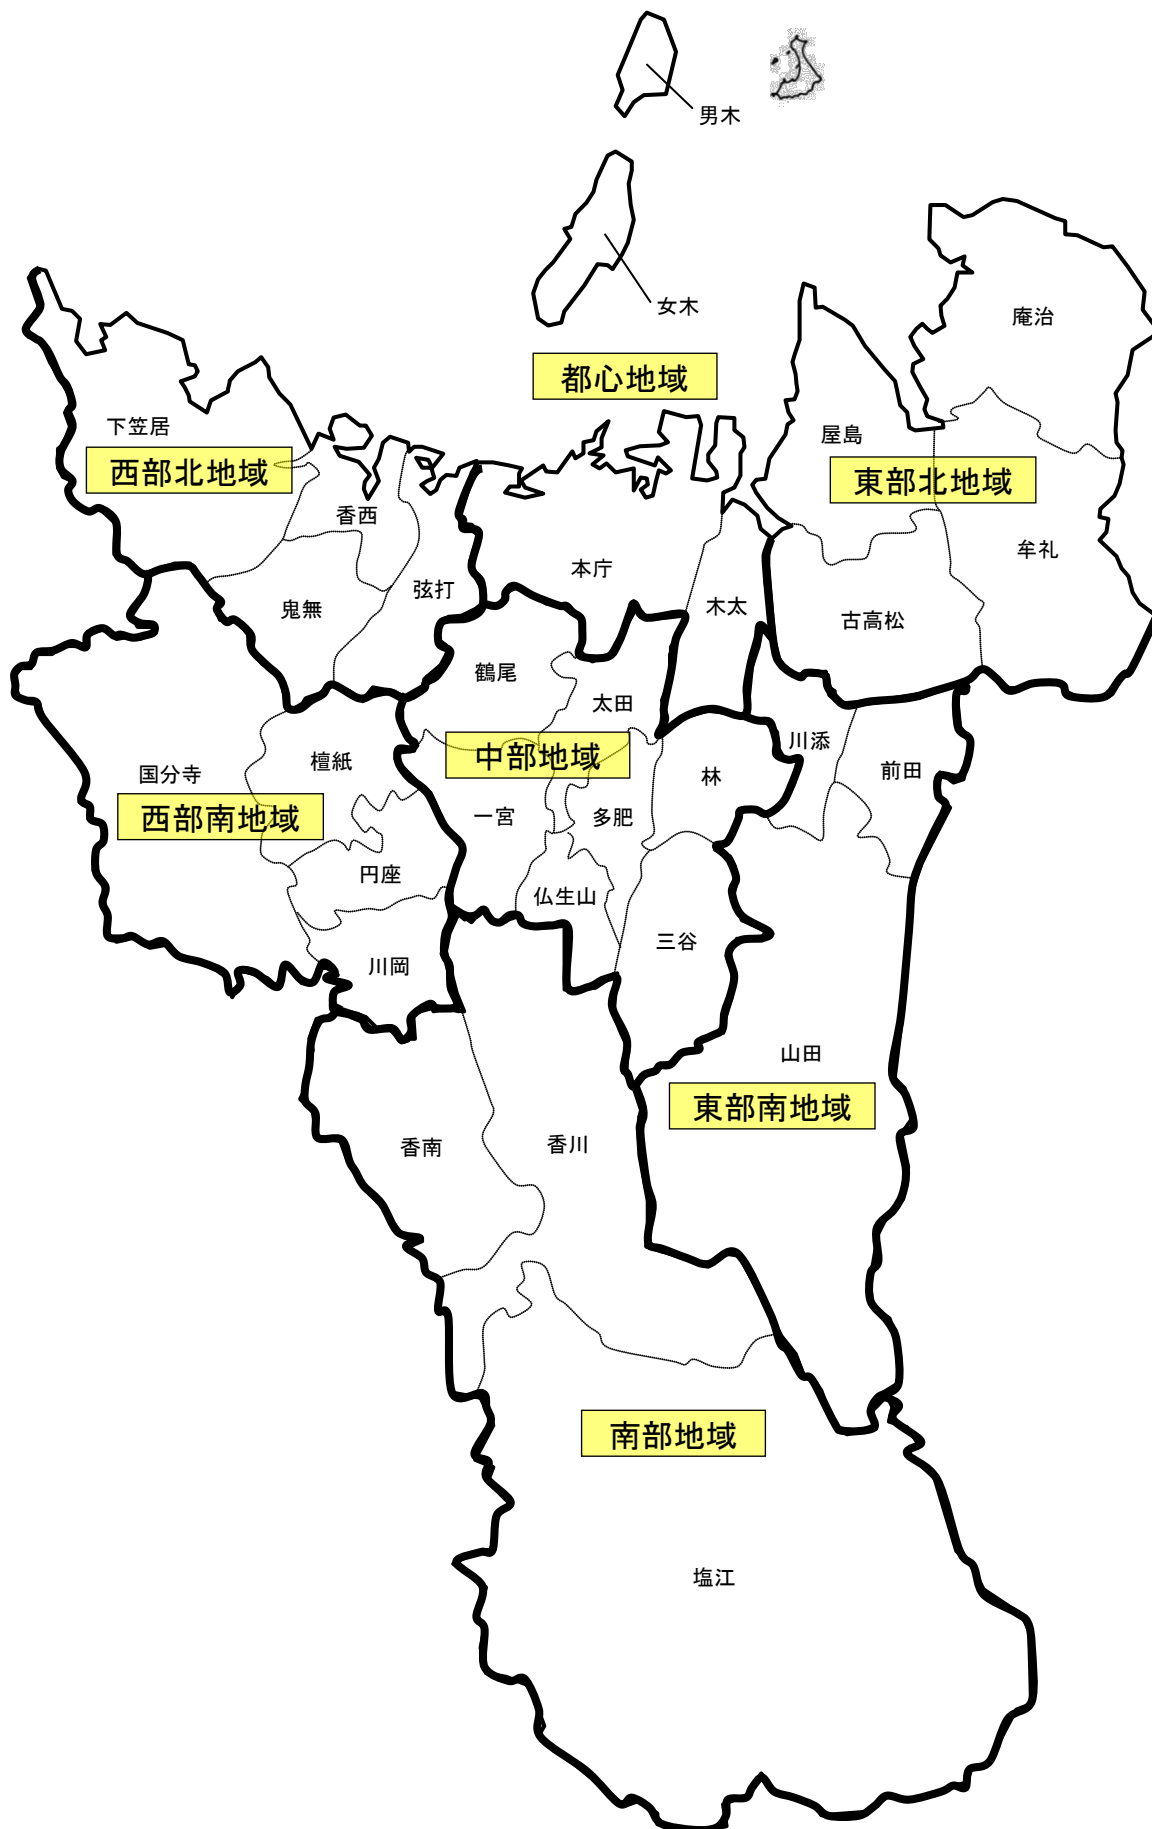 男木
女木
庵治
都心地域
下笠居
屋島
西部北地域
東部北地域
香西
牟礼
本庁
弦打
木太
鬼無
古高松
鶴尾
太田
川添
中部地域
檀紙
林
前田
国分寺
西部南地域
一宮
多肥
円座
仏生山
三谷
川岡
山田
東部南地域
香川
香南
南部地域
塩江